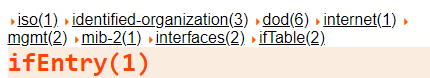 iso(1) identified-organization(3) dod(6) internet(1)
mgmt(2) mib-2(1) interfaces(2) ifTable(2)
ifEntry(1)